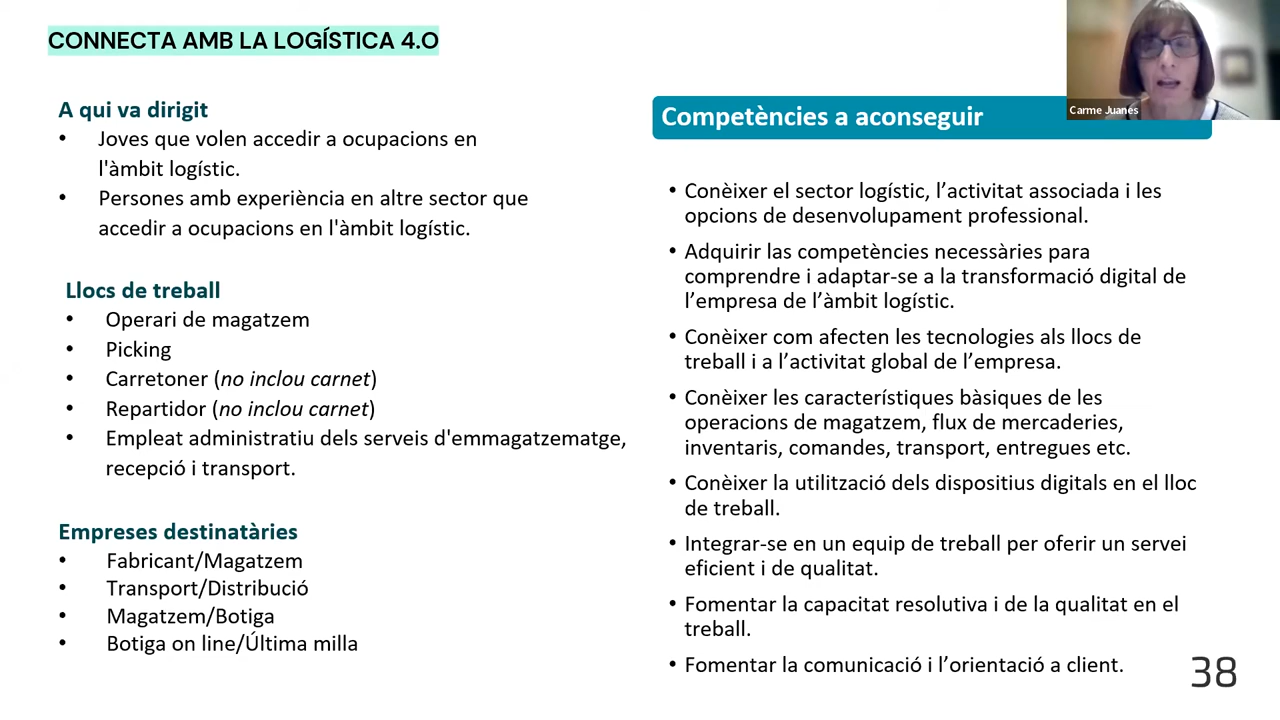 CONNECTA AMB LA LOGÍSTICA 4.0
A qui va dirigit
• Joves que volen accedir a ocupacions en
l'àmbit logístic.
• Persones amb experiència en altre sector que
accedir a ocupacions en l'àmbit logístic.
Llocs de treball
• Operari de magatzem
• Picking
• Carretoner (no inclou carnet)
• Repartidor (no inclou carnet)
• Empleat administratiu dels serveis d'emmagatzematge,
recepció i transport.
Empreses destinatàries
• Fabricant/Magatzem
• Transport/Distribució
• Magatzem/Botiga
• Botiga on line/Última milla
Carme Juanés
Competències a aconseguir
• Conèixer el sector logístic, l’activitat associada i les
opcions de desenvolupament professional.
• Adquirir las competències necessàries para
comprendre i adaptar-se a la transformació digital de
l’empresa de l’àmbit logístic.
• Conèixer com afecten les tecnologies als llocs de
treball i a l’activitat global de l’empresa.
• Conèixer les característiques bàsiques de les
operacions de magatzem, flux de mercaderies,
inventaris, comandes, transport, entregues etc.
• Conèixer la utilització dels dispositius digitals en el lloc
de treball.
• Integrar-se en un equip de treball per oferir un servei
eficient i de qualitat.
• Fomentar la capacitat resolutiva i de la qualitat en el
treball.
• Fomentar la comunicació i l’orientació a client.
38